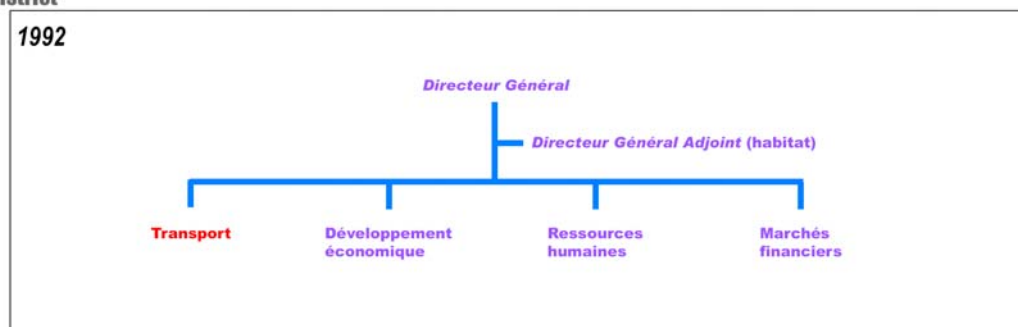 1992
Directeur Général
Directeur Général Adjoint (habitat)
Transport
Développement
économique
Ressources
humaines
Marchés
financiers